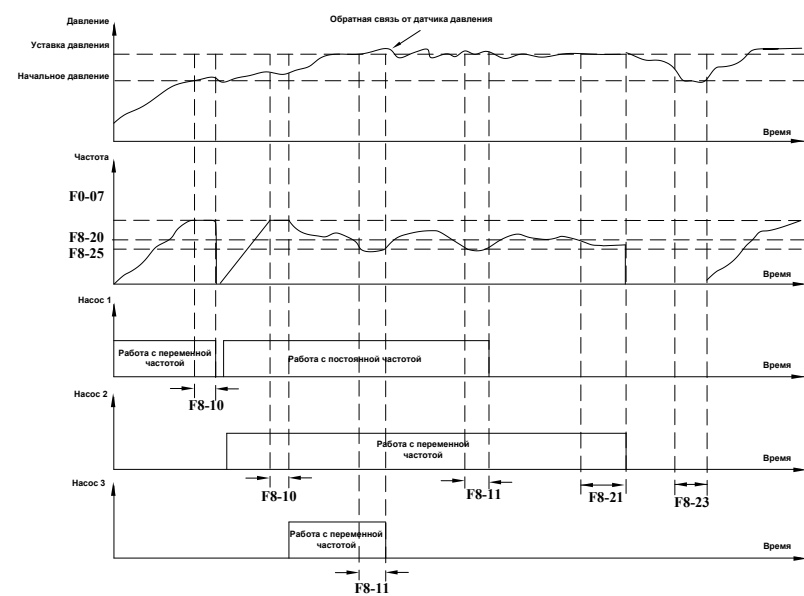 Давление
Обратная связь от датчика давления
Уставка давления
Начальное давление
Время
Частота
F0-07
F8-20
F8-25
Время
Насос 1
Работа с переменной
частотой
Работа с постоянной частотой
Время
F8-10
Насос 2
Работа с переменной
частотой
Время
Насос 3
F8-10
F8-11
F8-21
F8-23
Работа с переменной
частотой
Время
F8-11